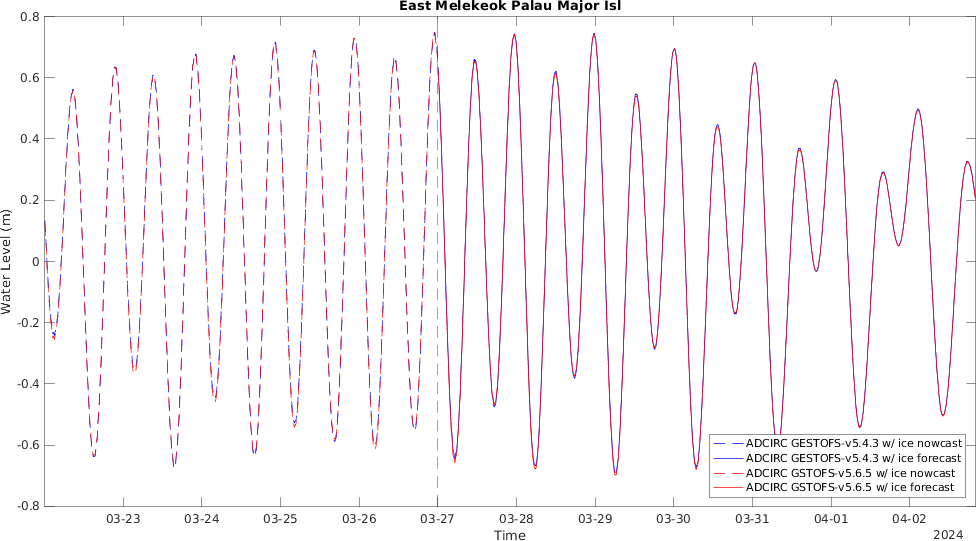 East Melekeok Palau Major Isl
0.8
0.6
0.4
0.2
0
-0.2
-0.4
-0.6
-0.8
Water Level (m)
ADCIRC GESTOFS-v5.4.3 w/ ice nowcast
ADCIRC GESTOFS-v5.4.3 w/ ice forecast
ADCIRC GSTOFS-v5.6.5 w/ ice nowcast
ADCIRC GSTOFS-v5.6.5 w/ ice forecast
03-23 03-24 03-25 03-26 03-27 03-28 03-29 03-30 03-31 04-01 04-02
Time
2024